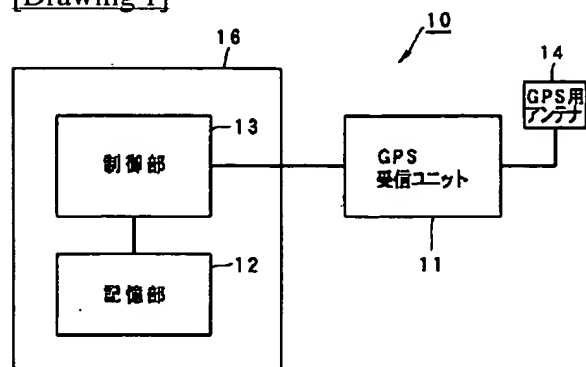 [Drawing 1]
10
16
14
GPS用
アンテナ
13
制御部
GPS
受信ユニット
11
12
記憶部